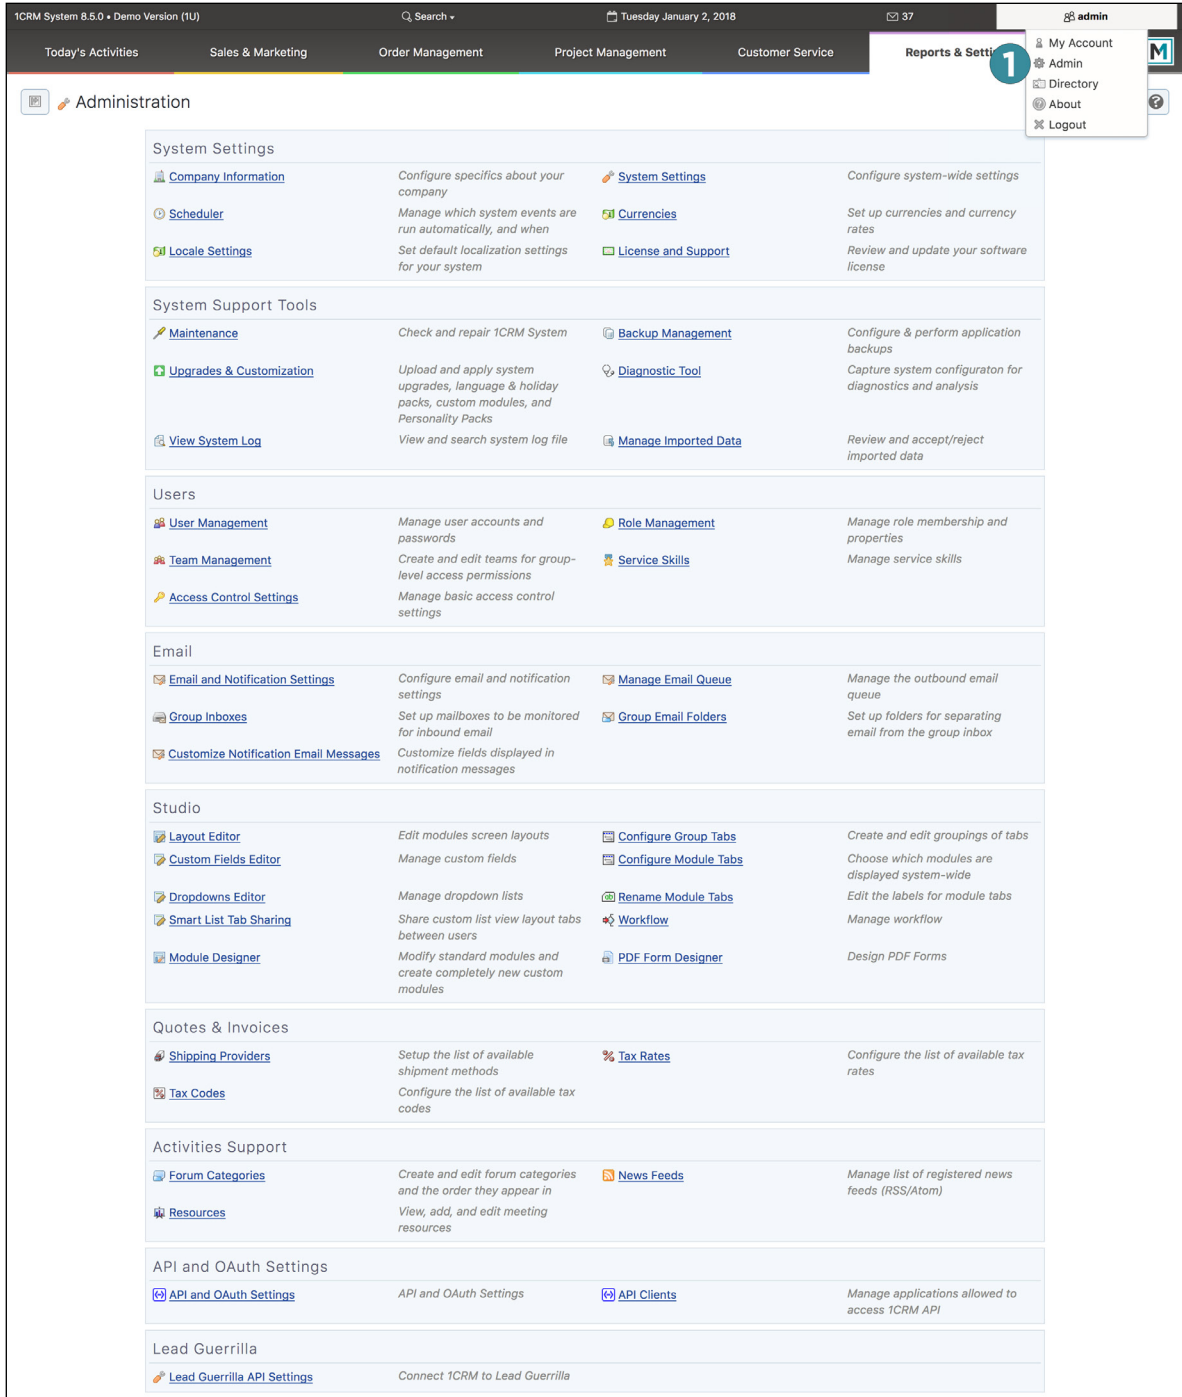 1CRM System 8.5.0 • Demo Version (1U)
Search
Tuesday January 2, 2018
37
admin
Today's Activities
Sales & Marketing
Order Management
Project Management
Customer Service
Reports & Setti
1
My Account
Admin
Directory
About
Logout
M
?
Administration
System Settings
Company Information
Configure specifics about your
company
System Settings
Configure system-wide settings
Scheduler
Manage which system events are
run automatically, and when
Currencies
Set up currencies and currency
rates
Locale Settings
Set default localization settings
for your system
License and Support
Review and update your software
license
System Support Tools
Maintenance
Check and repair 1CRM System
Backup Management
Configure & perform application
backups
Upgrades & Customization
Upload and apply system
upgrades, language & holiday
packs, custom modules, and
Personality Packs
Diagnostic Tool
Capture system configuraton for
diagnostics and analysis
View System Log
View and search system log file
Manage Imported Data
Review and accept/reject
imported data
Users
User Management
Manage user accounts and
passwords
Role Management
Manage role membership and
properties
Team Management
Create and edit teams for group-
level access permissions
Service Skills
Manage service skills
Access Control Settings
Manage basic access control
settings
Email
Email and Notification Settings
Configure email and notification
settings
Manage Email Queue
Manage the outbound email
queue
Group Inboxes
Set up mailboxes to be monitored
for inbound email
Group Email Folders
Set up folders for separating
email from the group inbox
Customize Notification Email Messages
Customize fields displayed in
notification messages
Studio
Layout Editor
Edit modules screen layouts
Configure Group Tabs
Create and edit groupings of tabs
Custom Fields Editor
Manage custom fields
Configure Module Tabs
Choose which modules are
displayed system-wide
Dropdowns Editor
Manage dropdown lists
Rename Module Tabs
Edit the labels for module tabs
Smart List Tab Sharing
Share custom list view layout tabs
between users
Workflow
Manage workflow
Module Designer
Modify standard modules and
create completely new custom
modules
PDF Form Designer
Design PDF Forms
Quotes & Invoices
Shipping Providers
Setup the list of available
shipment methods
Tax Rates
Configure the list of available tax
rates
Tax Codes
Configure the list of available tax
codes
Activities Support
Forum Categories
Create and edit forum categories
and the order they appear in
News Feeds
Manage list of registered news
feeds (RSS/Atom)
Resources
View, add, and edit meeting
resources
API and OAuth Settings
API and OAuth Settings
API and OAuth Settings
API Clients
Manage applications allowed to
access 1CRM API
Lead Guerrilla
Lead Guerrilla API Settings
Connect 1CRM to Lead Guerrilla